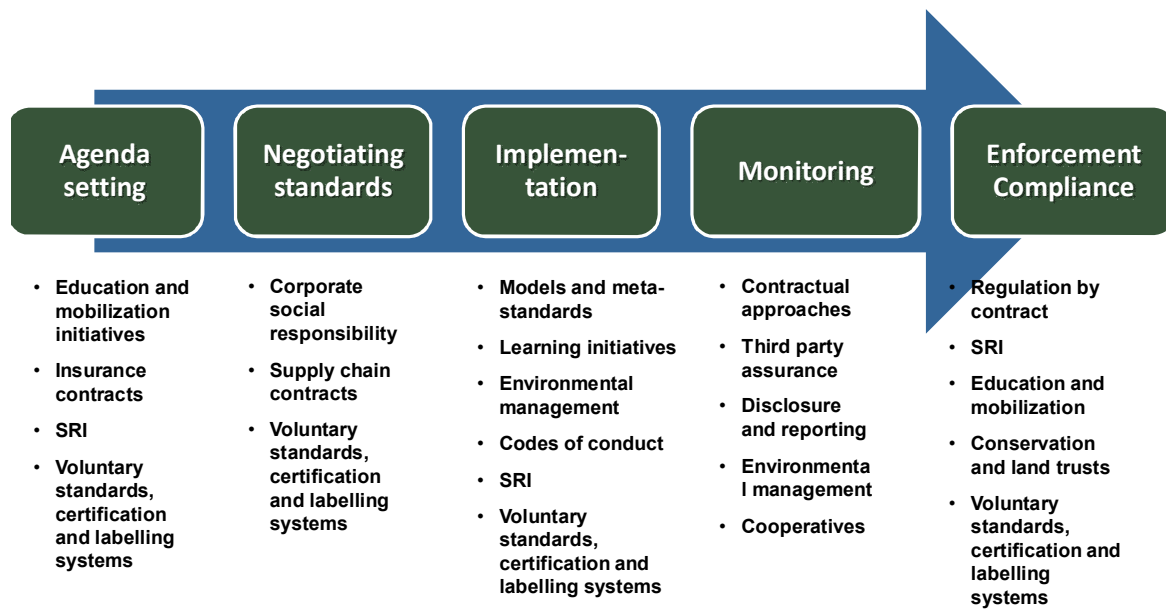 Agenda
setting
Negotiating
standards
Implemen-
tation
Monitoring
Enforcement
Compliance
• Education and
mobilization
initiatives
• Insurance
contracts
• SRI
• Voluntary
standards,
certification
and labelling
systems
• Corporate
social
responsibility
• Supply chain
contracts
• Voluntary
standards,
certification
and labelling
systems
• Models and meta-
standards
• Learning initiatives
• Environmental
management
• Codes of conduct
• SRI
• Voluntary
standards,
certification and
labelling systems
• Contractual
approaches
• Third party
assurance
• Disclosure
and reporting
• Environmenta
l management
• Cooperatives
• Regulation by
contract
• SRI
• Education and
mobilization
• Conservation
and land trusts
• Voluntary
standards,
certification and
labelling
systems